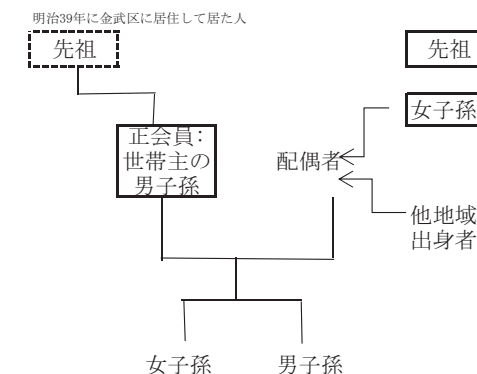 明治39年に金武区に居住して居た人
先祖
先祖
女子孫
正会員：
世帯主の
男子孫
配偶者
他地域
出身者
女子孫
男子孫